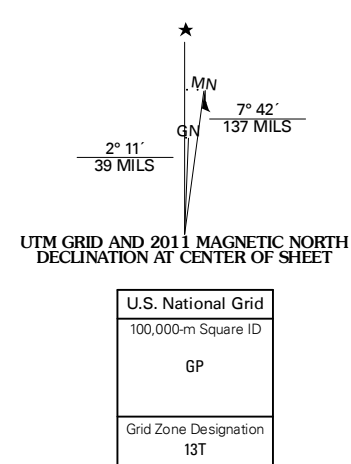 ★
MN
7° 42´
137 MILS
GN
2° 11´
39 MILS
UTM GRID AND 2011 MAGNETIC NORTH
DECLINATION AT CENTER OF SHEET
U.S. National Grid
100,000-m Square ID
GP
Grid Zone Designation
13T